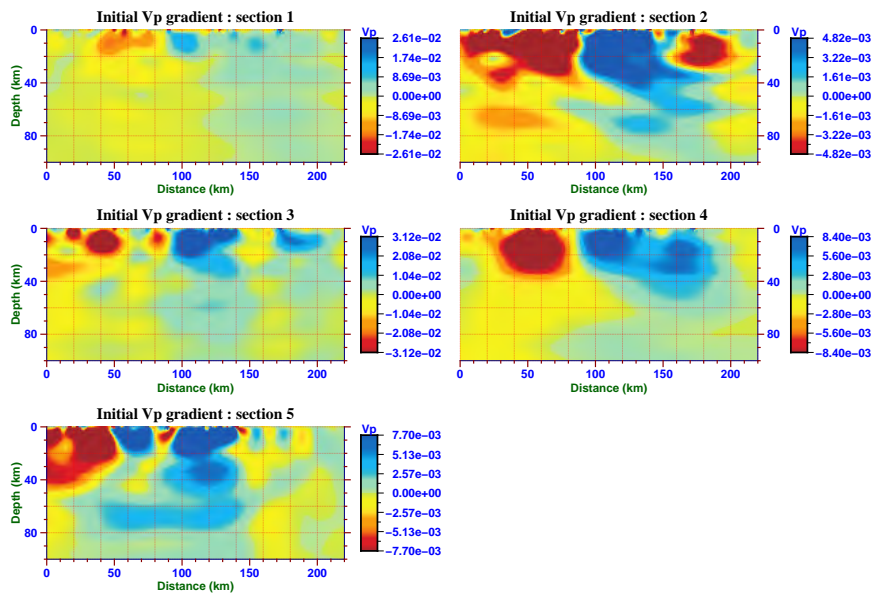 Initial Vp gradient : section 1
Vp
0
40
80
Depth (km)
0
50
100
150
200
Distance (km)
2.61e-02
1.74e-02
8.69e-03
0.00e+00
-8.69e-03
-1.74e-02
-2.61e-02
Initial Vp gradient : section 2
Vp
0
40
80
0
50
100
150
200
Distance (km)
4.82e-03
3.22e-03
1.61e-03
0.00e+00
-1.61e-03
-3.22e-03
-4.82e-03
Initial Vp gradient : section 3
Vp
0
40
80
Depth (km)
0
50
100
150
200
Distance (km)
3.12e-02
2.08e-02
1.04e-02
0.00e+00
-1.04e-02
-2.08e-02
-3.12e-02
Initial Vp gradient : section 4
Vp
0
40
80
0
50
100
150
200
Distance (km)
8.40e-03
5.60e-03
2.80e-03
0.00e+00
-2.80e-03
-5.60e-03
-8.40e-03
Initial Vp gradient : section 5
Vp
0
40
80
Depth (km)
0
50
100
150
200
Distance (km)
7.70e-03
5.13e-03
2.57e-03
0.00e+00
-2.57e-03
-5.13e-03
-7.70e-03